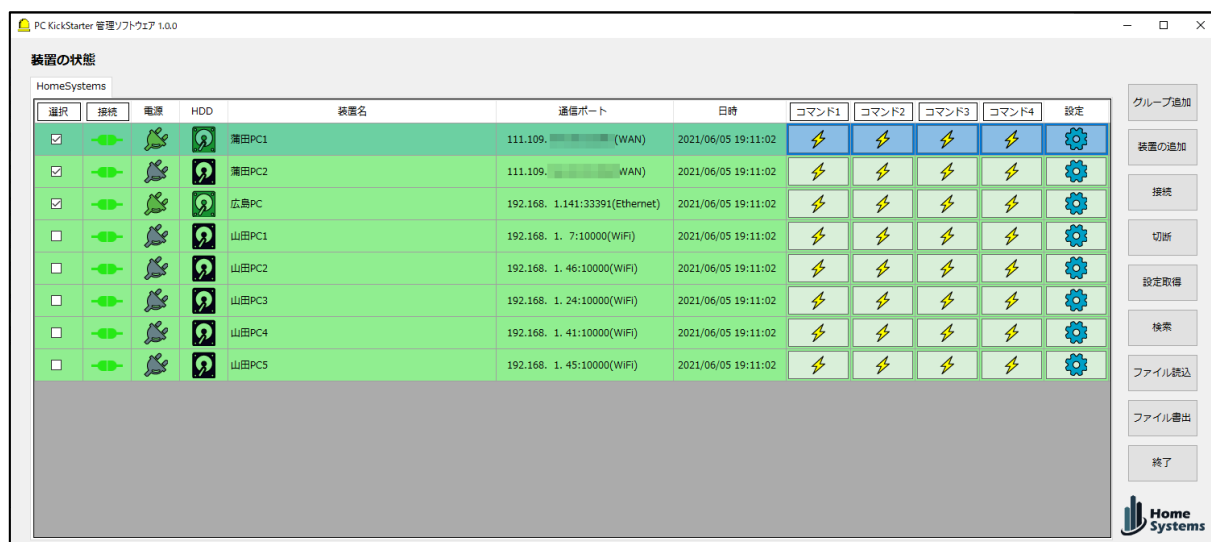 PC KickStarter 管理ソフトウェア 1.0.0
装置の状態
HomeSystems
選択 接続 電源 HDD 装置名 通信ポート 日時 コマンド1 コマンド2 コマンド3 コマンド4 設定
蒲田PC1 111.109. (WAN) 2021/06/05 19:11:02
蒲田PC2 111.109. WAN) 2021/06/05 19:11:02
広島PC 192.168. 1.141:33391(Ethernet) 2021/06/05 19:11:02
山田PC1 192.168. 1. 7:10000(WiFi) 2021/06/05 19:11:02
山田PC2 192.168. 1. 46:10000(WiFi) 2021/06/05 19:11:02
山田PC3 192.168. 1. 24:10000(WiFi) 2021/06/05 19:11:02
山田PC4 192.168. 1. 41:10000(WiFi) 2021/06/05 19:11:02
山田PC5 192.168. 1. 45:10000(WiFi) 2021/06/05 19:11:02
グループ追加
装置の追加
接続
切断
設定取得
検索
ファイル読込
ファイル書出
終了
Home
Systems